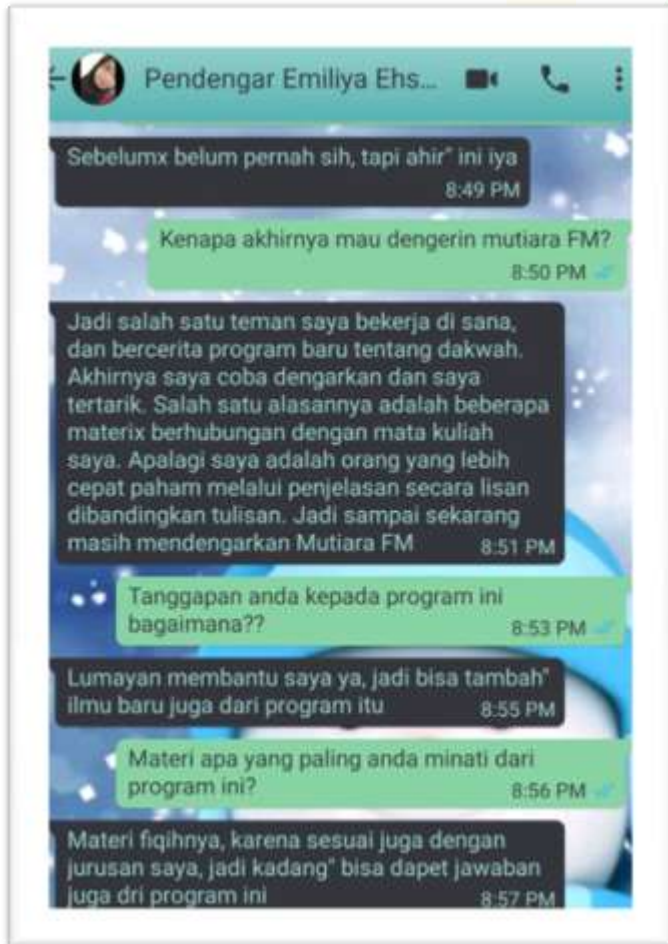 Pendengar Emiliya Ehs...
Sebelumx belum pernah sih, tapi ahir" ini iya
8:49 PM
Kenapa akhirnya mau dengerin mutiara FM?
8:50 PM
Jadi salah satu teman saya bekerja di sana,
dan bercerita program baru tentang dakwah.
Akhirnya saya coba dengarkan dan saya
tertarik. Salah satu alasannya adalah beberapa
materix berhubungan dengan mata kuliah
saya. Apalagi saya adalah orang yang lebih
cepat paham melalui penjelasan secara lisan
dibandingkan tulisan. Jadi sampai sekarang
masih mendengarkan Mutiara FM 8:51 PM
Tanggapan anda kepada program ini
bagaimana?? 8:53 PM
Lumayan membantu saya ya, jadi bisa tambah"
ilmu baru juga dari program itu 8:55 PM
Materi apa yang paling anda minati dari
program ini? 8:56 PM
Materi fiqihnya, karena sesuai juga dengan
jurusan saya, jadi kadang" bisa dapet jawaban
juga dri program ini 8:57 PM